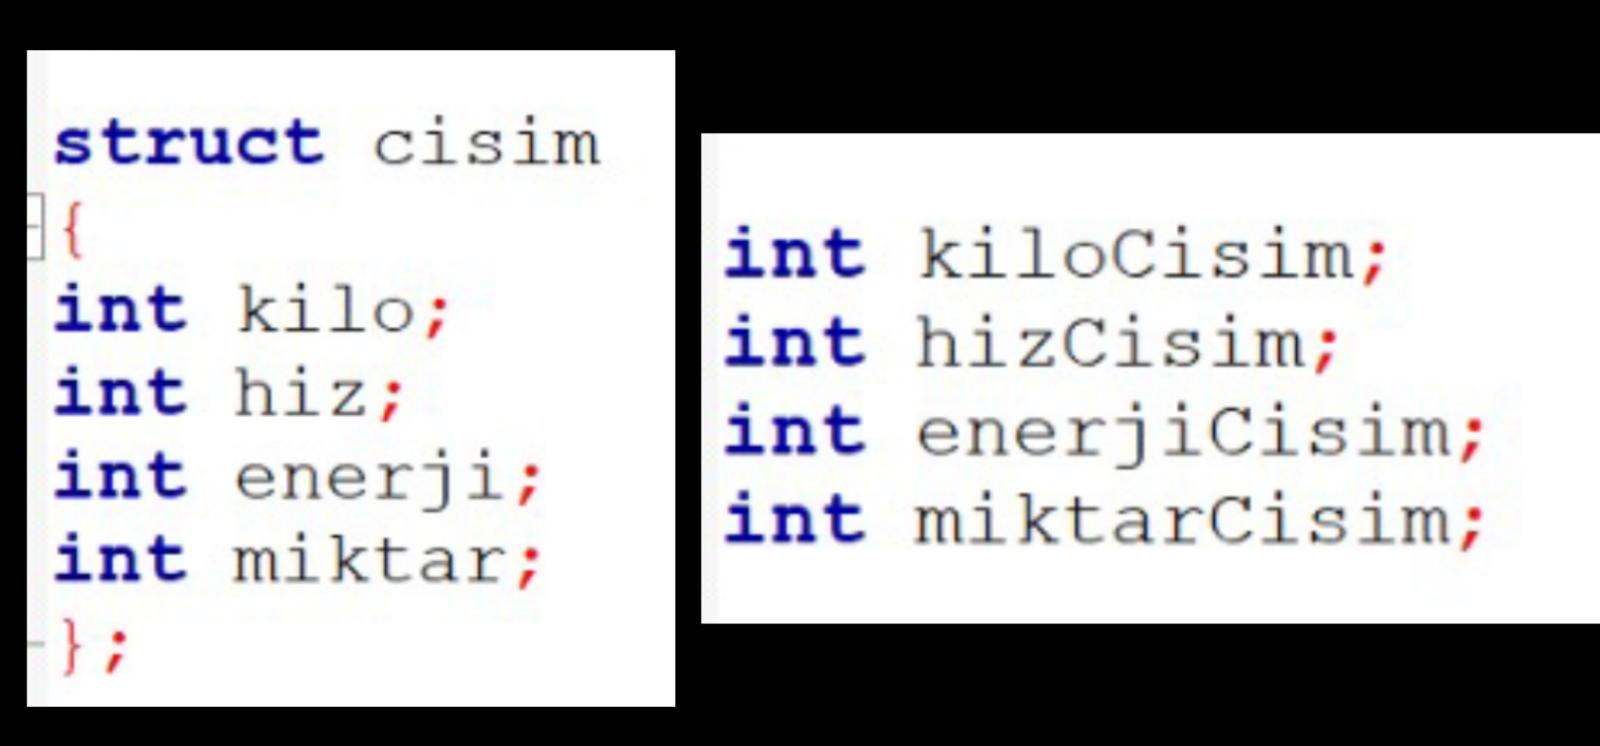 struct cisim
{
int kilo;
int hiz;
int enerji;
int miktar;
};
int kiloCisim;
int hizCisim;
int enerjiCisim;
int miktarCisim;